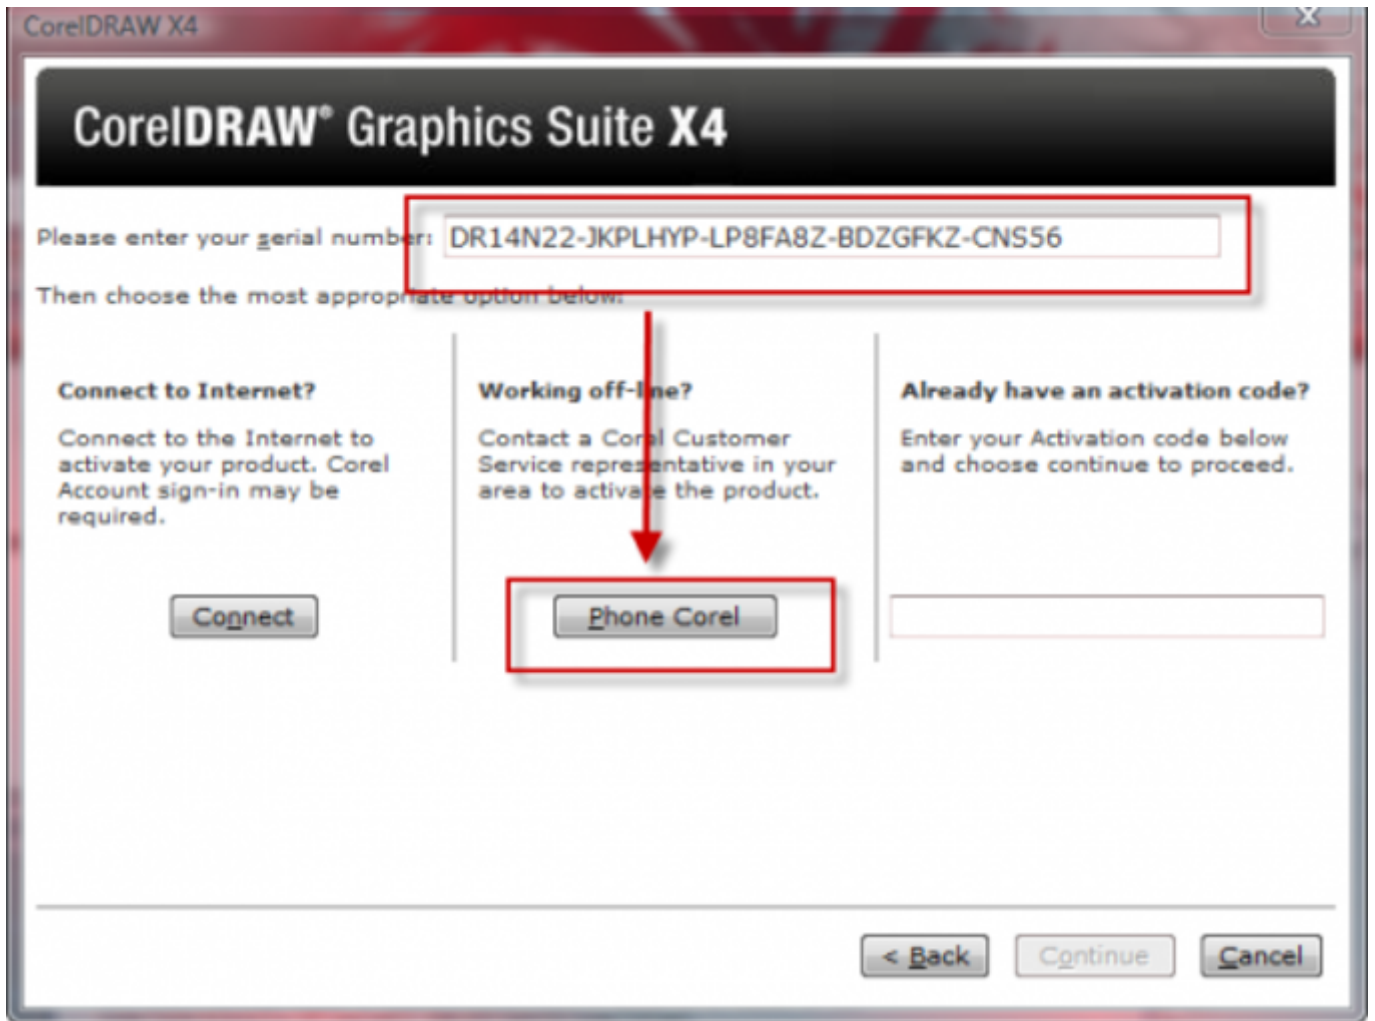 CorelDRAW X4
CorelDRAW® Graphics Suite X4
Please enter your serial number: DR14N22-JKPLHYP-LP8FA8Z-BDZGFKZ-CNS56
Then choose the most appropriate option below:
Connect to Internet?
Connect to the Internet to
activate your product. Corel
Account sign-in may be
required.
Connect
Working off-line?
Contact a Corel Customer
Service representative in your
area to activate the product.
Phone Corel
Already have an activation code?
Enter your Activation code below
and choose continue to proceed.
< Back
Continue
Cancel